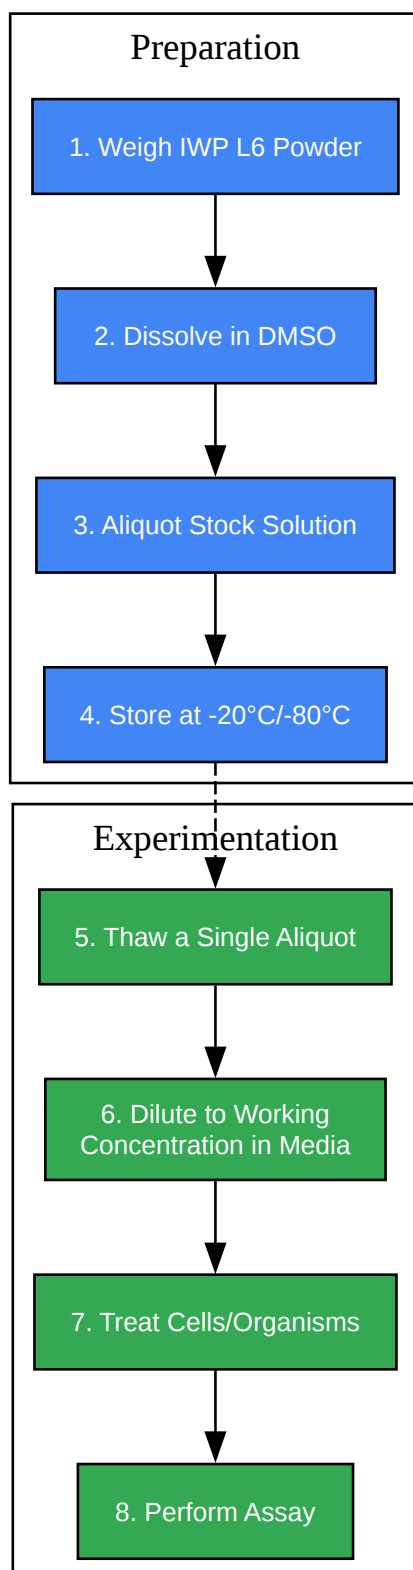 Preparation
1. Weigh IWP L6 Powder
2. Dissolve in DMSO
3. Aliquot Stock Solution
4. Store at -20°C/-80°C
Experimentation
5. Thaw a Single Aliquot
6. Dilute to Working
Concentration in Media
7. Treat Cells/Organisms
8. Perform Assay